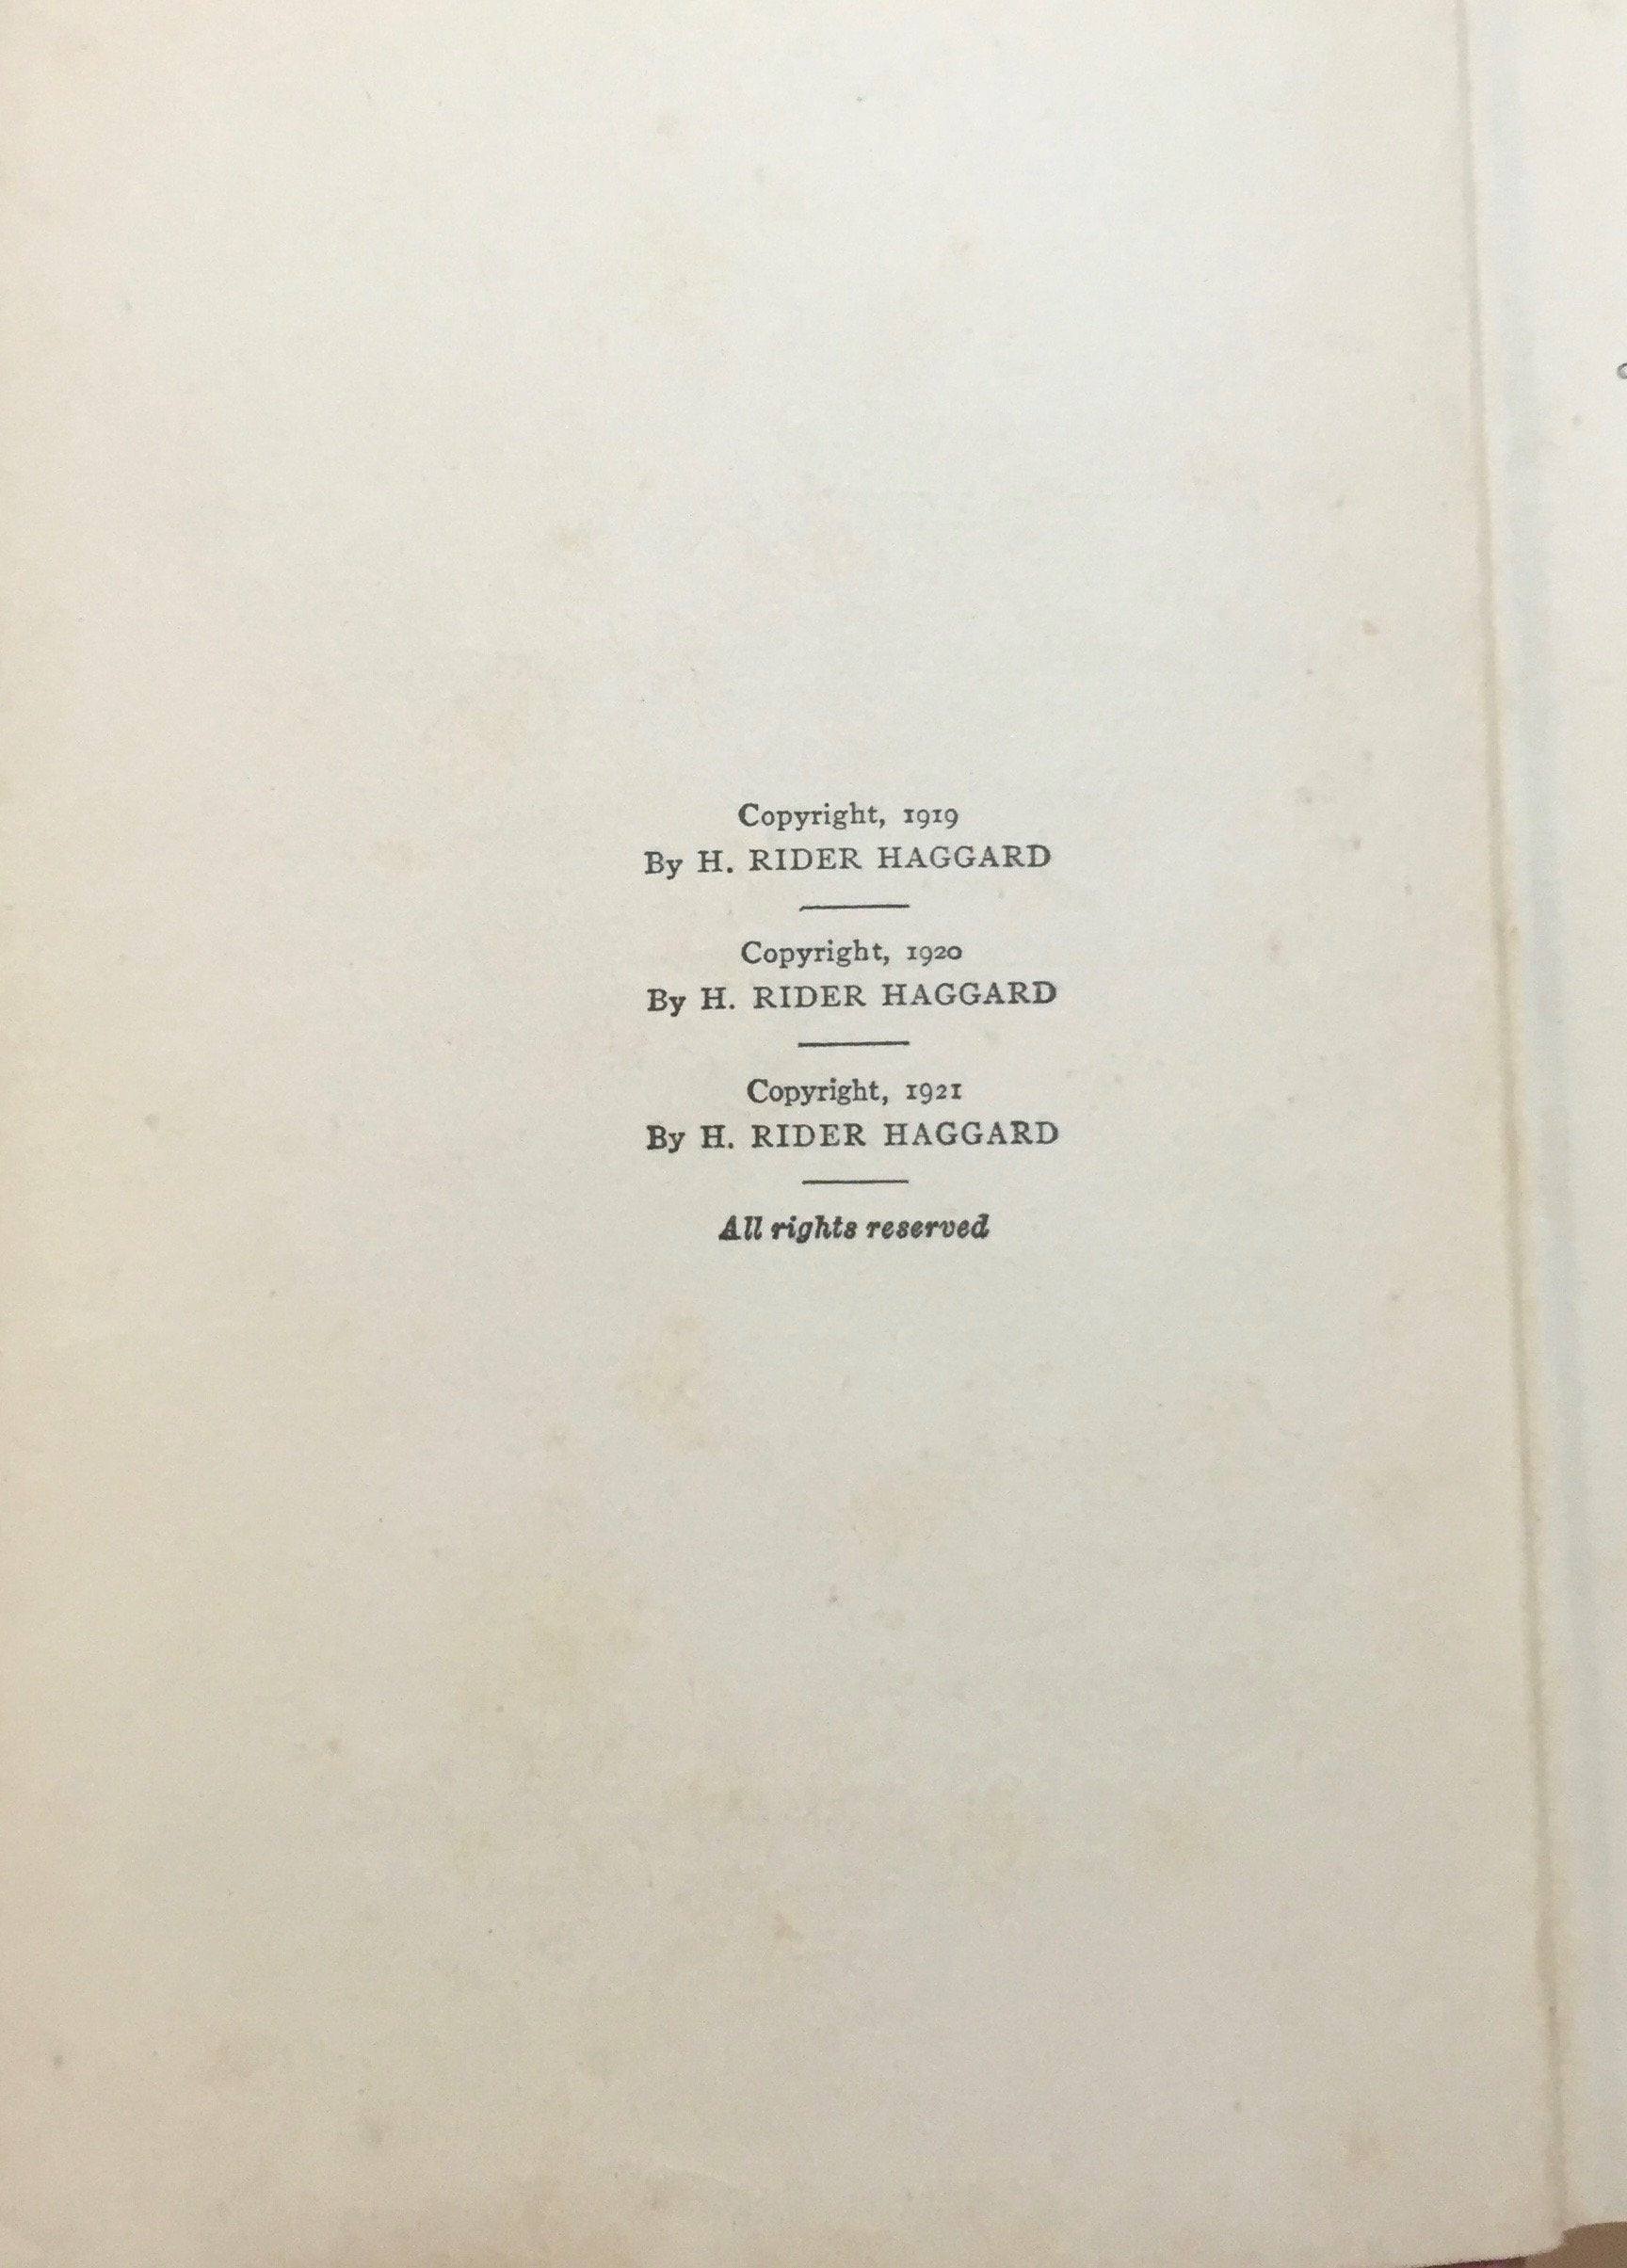 Copyright, 1919
By H. RIDER HAGGARD
Copyright, 1920
By H. RIDER HAGGARD
Copyright, 1921
By H. RIDER HAGGARD
All rights reserved